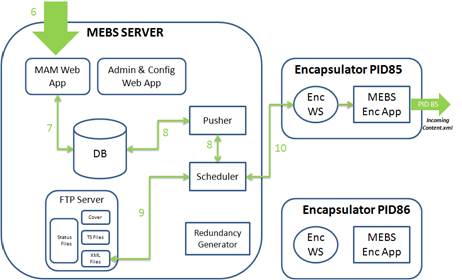 6
MEBS SERVER
MAM Web
App
Admin & Config
Web App
Encapsulator PID85
Enc
WS
MEBS
Enc App
PID 85
Incoming
Content.xml
7
8
Pusher
DB
8
10
Scheduler
FTP Server
9
Cover
Status
Files
TS Files
XML
Files
Redundancy
Generator
Encapsulator PID86
Enc
WS
MEBS
Enc App